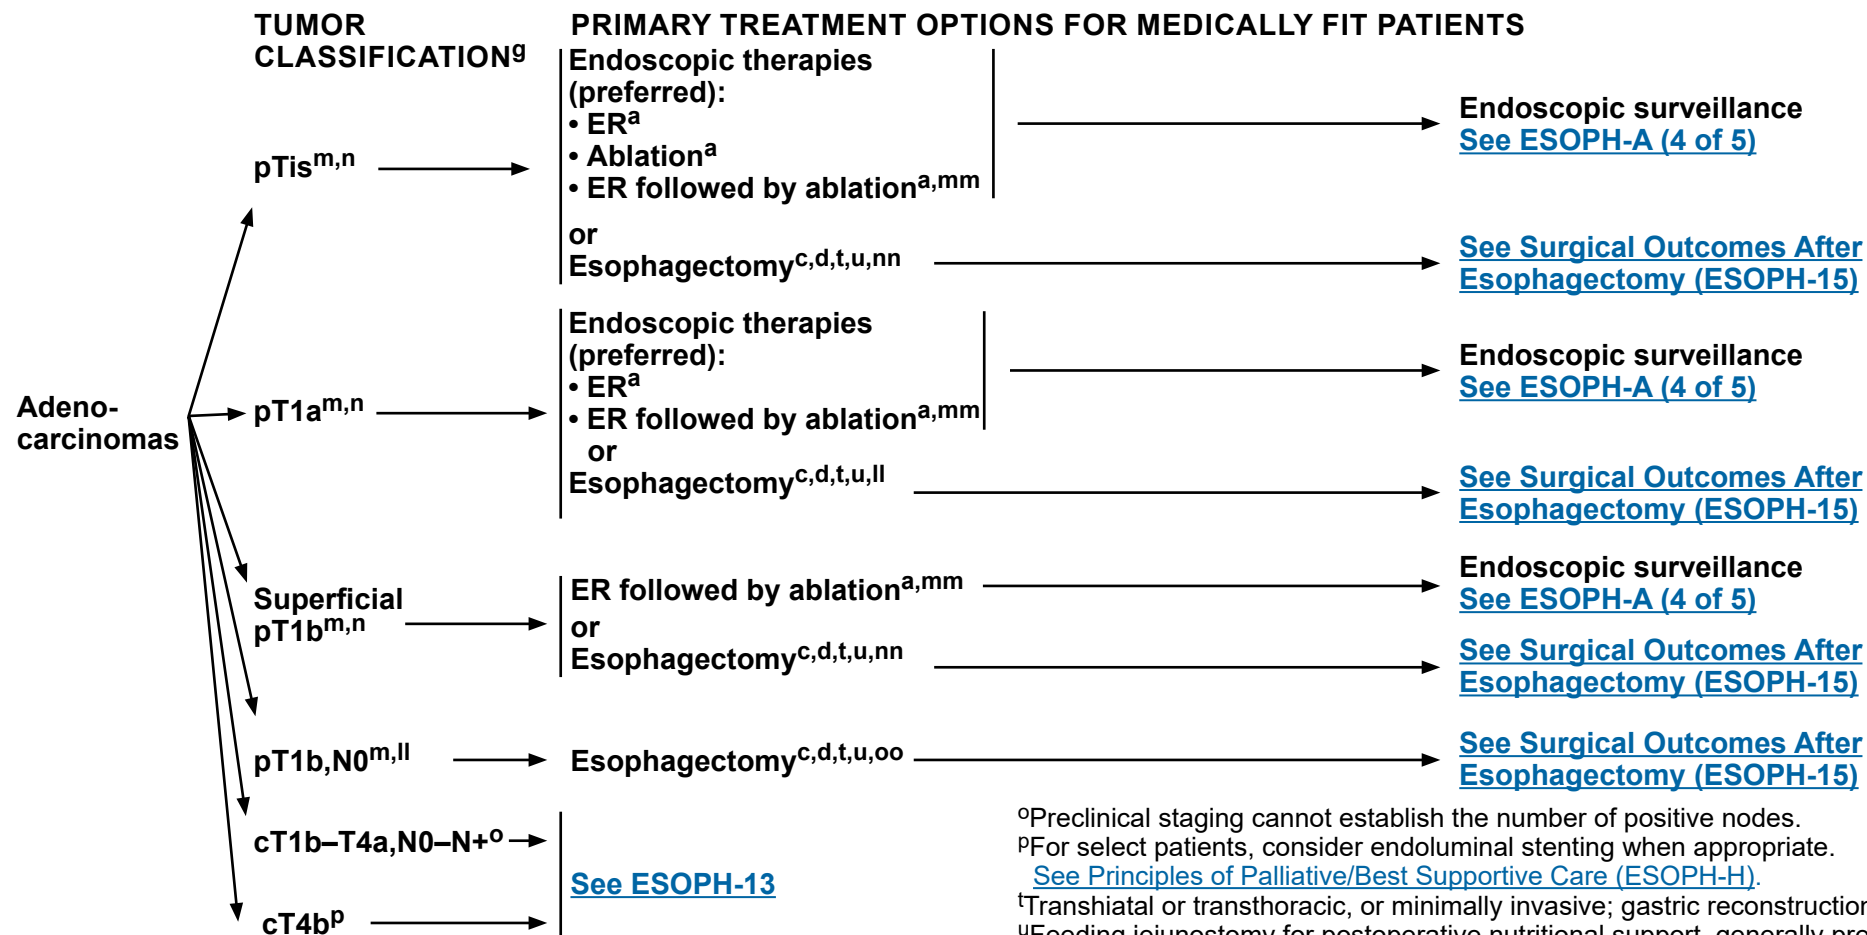 TUMOR
CLASSIFICATIONg
PRIMARY TREATMENT OPTIONS FOR MEDICALLY FIT PATIENTS
Adeno-
carcinomas
pTism,n
Endoscopic therapies
(preferred):
• ERa
• Ablationa
• ER followed by ablationa,mm
or
Esophagectomyc,d,t,u,nn
Endoscopic surveillance
See ESOPH-A (4 of 5)
See Surgical Outcomes After
Esophagectomy (ESOPH-15)
pT1am,n
Endoscopic therapies
(preferred):
• ERa
• ER followed by ablationa,mm
or
Esophagectomyc,d,t,u,ll
Endoscopic surveillance
See ESOPH-A (4 of 5)
See Surgical Outcomes After
Esophagectomy (ESOPH-15)
Superficial
pT1bm,n
ER followed by ablationa,mm
or
Esophagectomyc,d,t,u,nn
Endoscopic surveillance
See ESOPH-A (4 of 5)
See Surgical Outcomes After
Esophagectomy (ESOPH-15)
pT1b,N0m,ll
Esophagectomyc,d,t,u,oo
See Surgical Outcomes After
Esophagectomy (ESOPH-15)
cT1b–T4a,N0–N+o
cT4bp
See ESOPH-13
oPreclinical staging cannot establish the number of positive nodes.
pFor select patients, consider endoluminal stenting when appropriate.
See Principles of Palliative/Best Supportive Care (ESOPH-H).
tTranshiatal or transthoracic, or minimally invasive; gastric reconstruction
uFeeding jejunostomy for postoperative nutritional support, generally